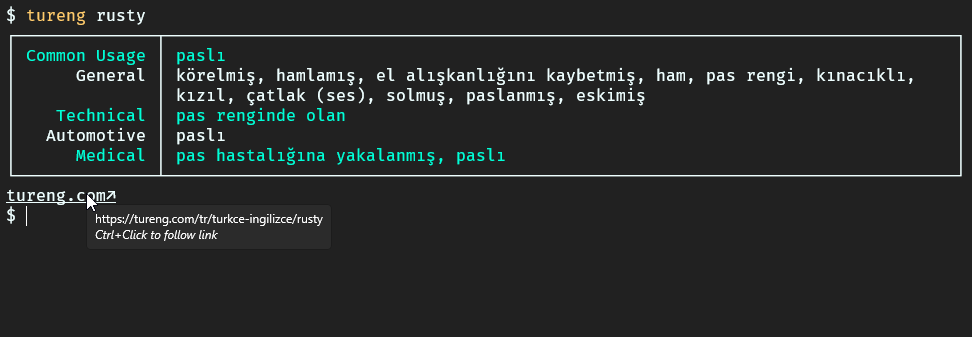 $ tureng rusty
Common Usage paslı
General körelmiş, hamlamış, el alışkanlığını kaybetmiş, ham, pas rengi, kınacıklı,
kızıl, çatlak (ses), solmuş, paslanmış, eskimiş
Technical pas renginde olan
Automotive paslı
Medical pas hastalığına yakalanmış, paslı
tureng.com↗
$
https://tureng.com/tr/turkce-ingilizce/rusty
Ctrl+Click to follow link